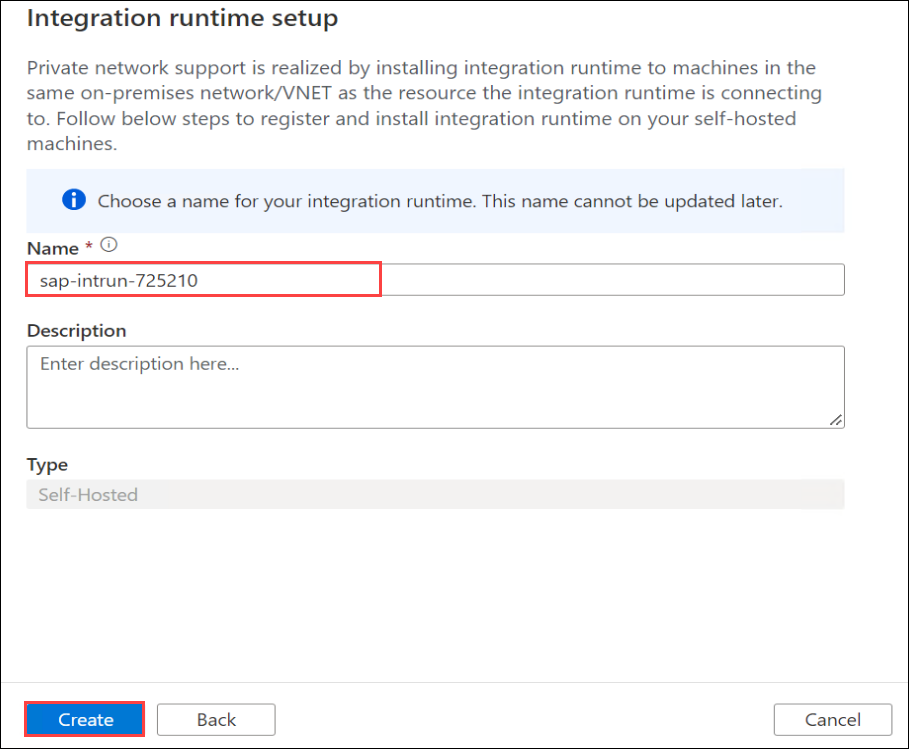 Integration runtime setup
Private network support is realized by installing integration runtime to machines in the
same on-premises network/VNET as the resource the integration runtime is connecting
to. Follow below steps to register and install integration runtime on your self-hosted
machines.
Choose a name for your integration runtime. This name cannot be updated later.
Name *
sap-intrun-725210
Description
Enter description here...
Type
Self-Hosted
Create Back Cancel